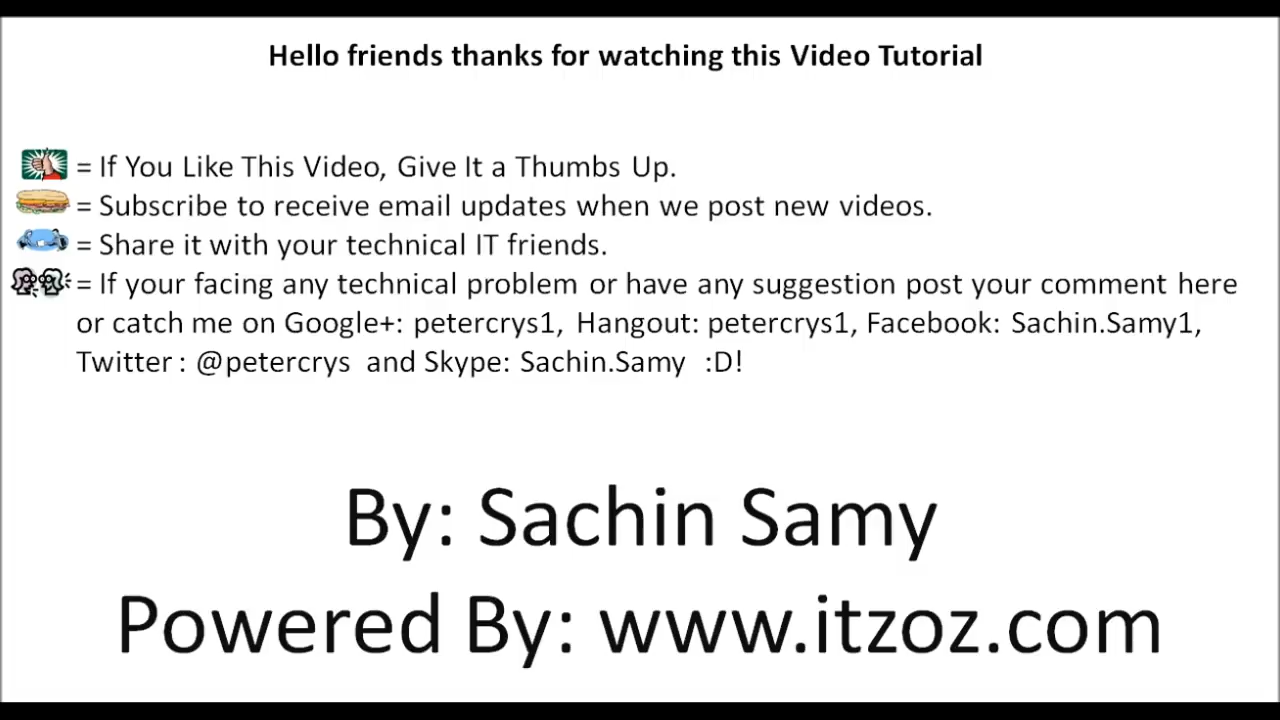 Hello friends thanks for watching this Video Tutorial
= If You Like This Video, Give It a Thumbs Up.
= Subscribe to receive email updates when we post new videos.
= Share it with your technical IT friends.
= If your facing any technical problem or have any suggestion post your comment here
or catch me on Google+: petercrys1, Hangout: petercrys1, Facebook: Sachin.Samy1,
Twitter : @petercrys and Skype: Sachin.Samy :D!
By: Sachin Samy
Powered By: www.itzoz.com